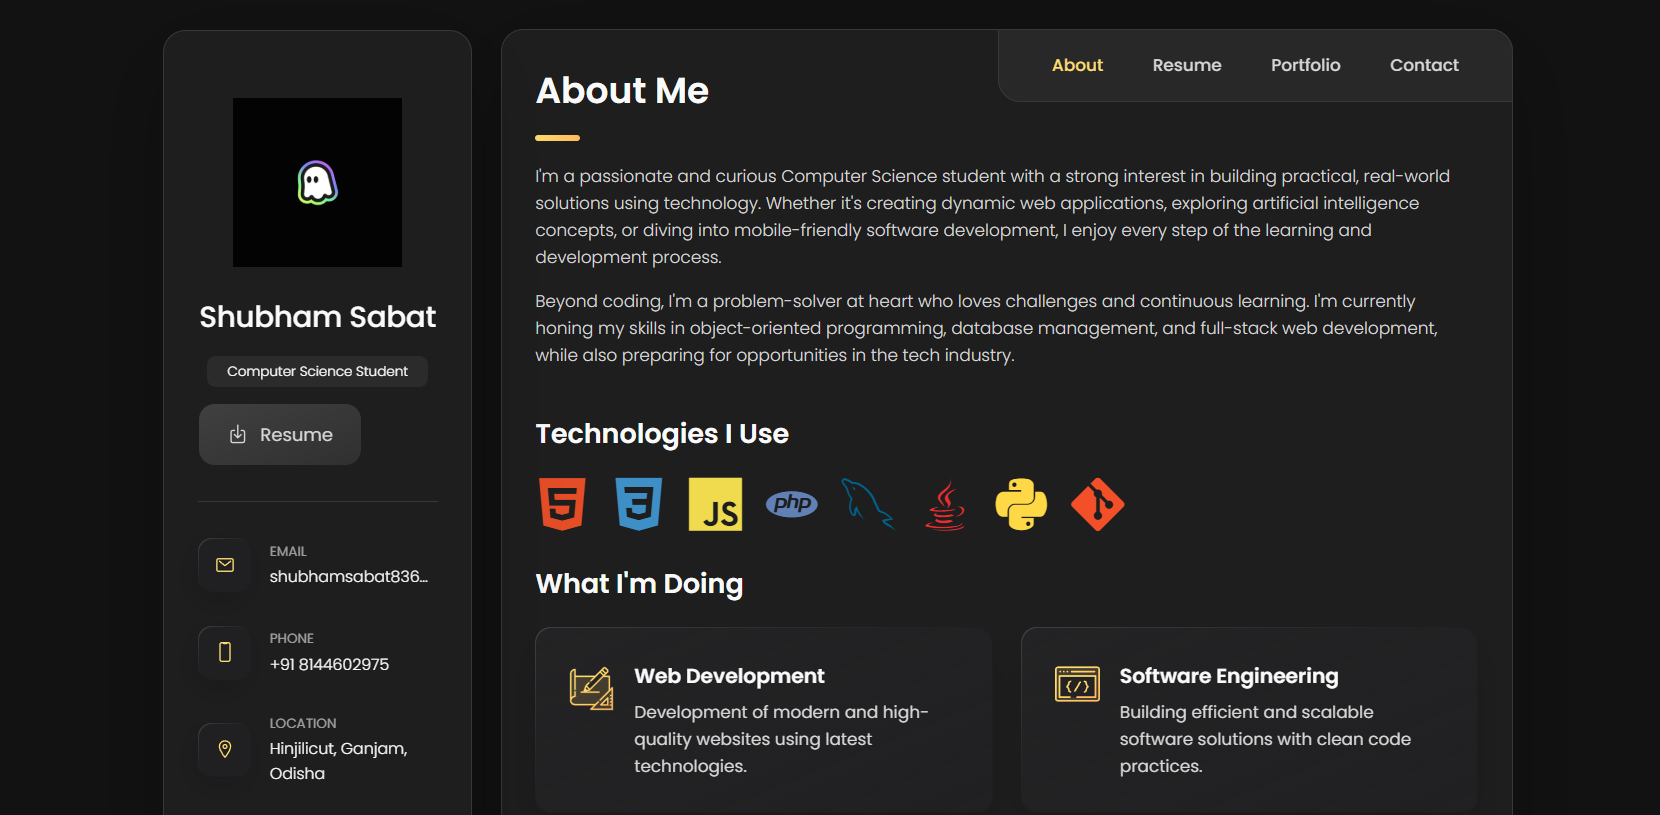 Shubham Sabat
Computer Science Student
Resume
EMAIL
shubhamsabat836...
PHONE
+91 8144602975
LOCATION
Hinjilicut, Ganjam,
Odisha
About
Resume
Portfolio
Contact
About Me
I'm a passionate and curious Computer Science student with a strong interest in building practical, real-world
solutions using technology. Whether it's creating dynamic web applications, exploring artificial intelligence
concepts, or diving into mobile-friendly software development, I enjoy every step of the learning and
development process.
Beyond coding, I'm a problem-solver at heart who loves challenges and continuous learning. I'm currently
honing my skills in object-oriented programming, database management, and full-stack web development,
while also preparing for opportunities in the tech industry.
Technologies I Use
5
3
JS
php
What I'm Doing
Web Development
Development of modern and high-
quality websites using latest
technologies.
Software Engineering
Building efficient and scalable
software solutions with clean code
practices.